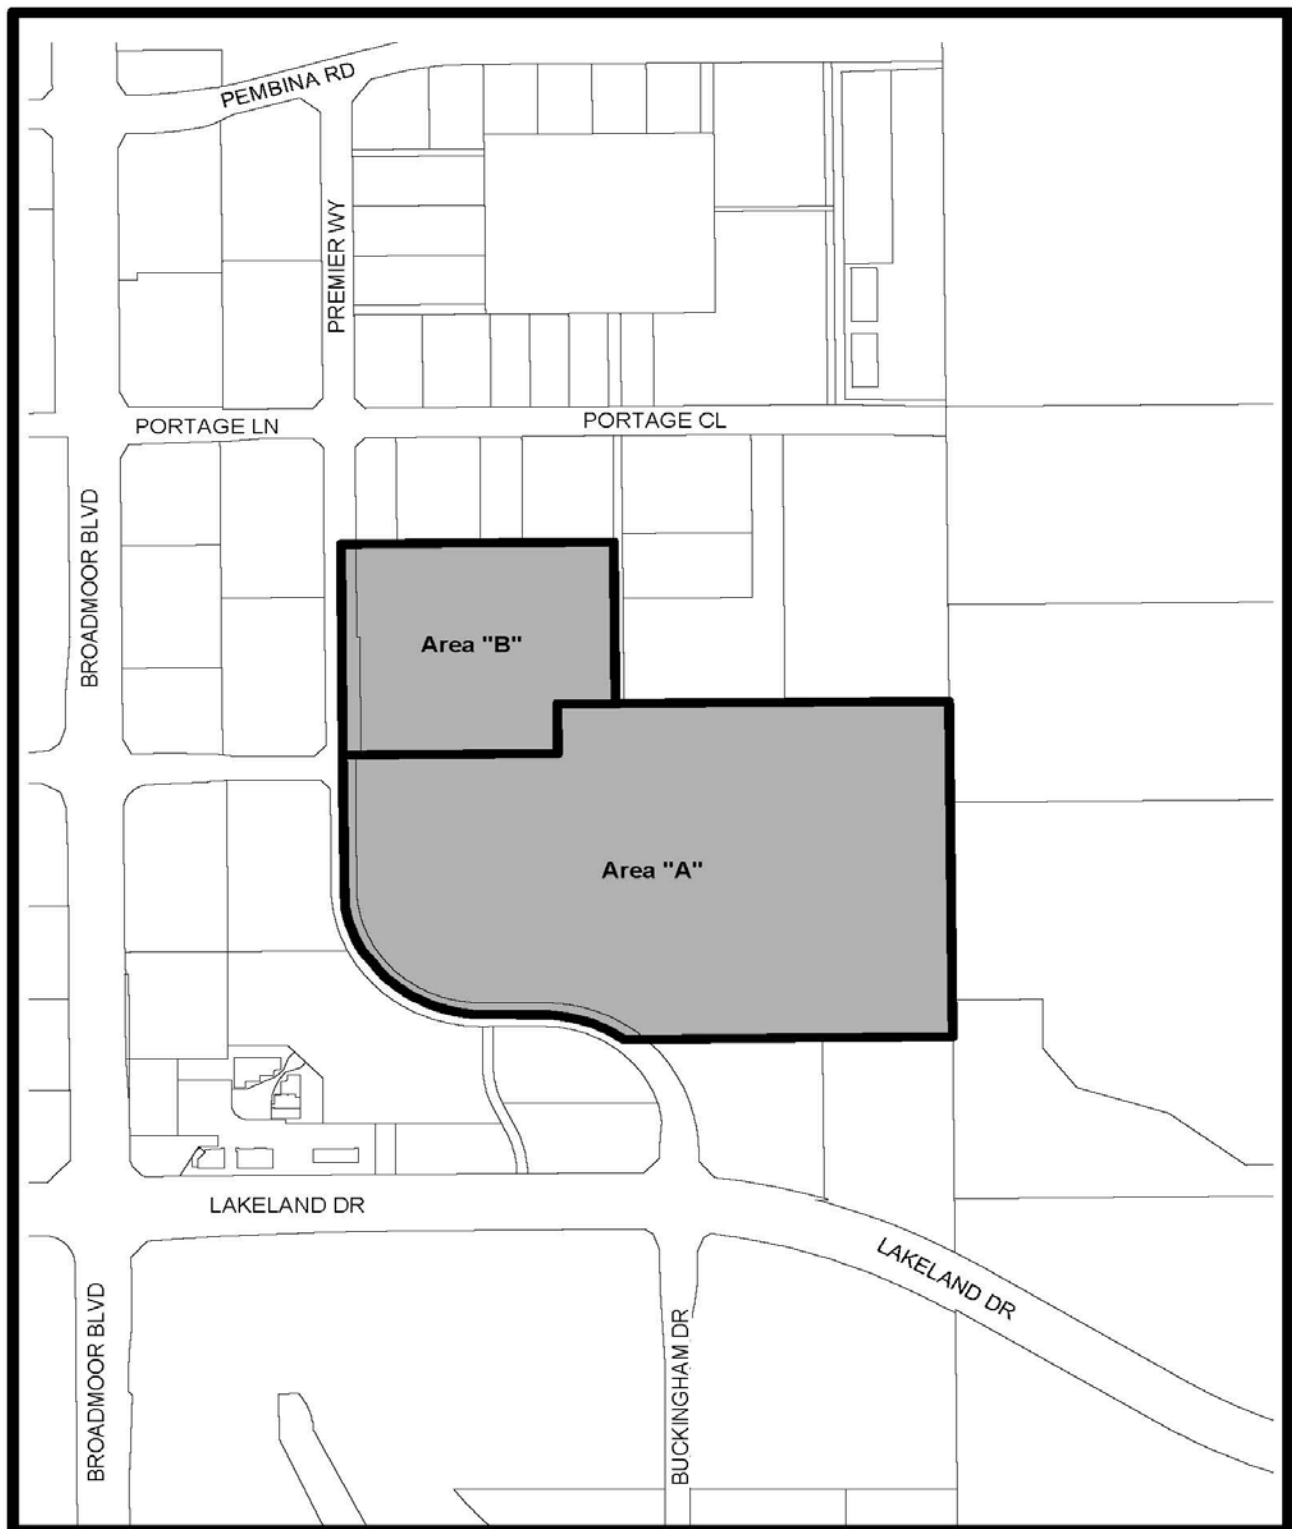 PEMBINA RD
PREMIER WY
PORTAGE LN
PORTAGE CL
BROADMOOR BLVD
Area "B"
Area "A"
LAKELAND DR
LAKELAND DR
BROADMOOR BLVD
BUCKINGHAM DR